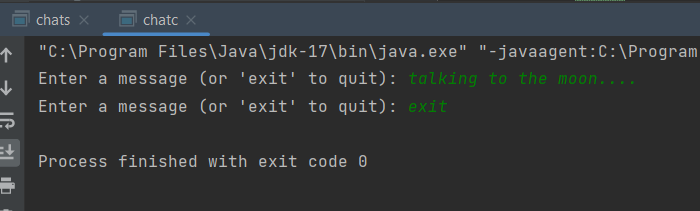 chats
chatc
"C:\Program Files\Java\jdk-17\bin\java.exe" "-javaagent:C:\Program
Enter a message (or 'exit' to quit): talking to the moon....
Enter a message (or 'exit' to quit): exit
Process finished with exit code 0